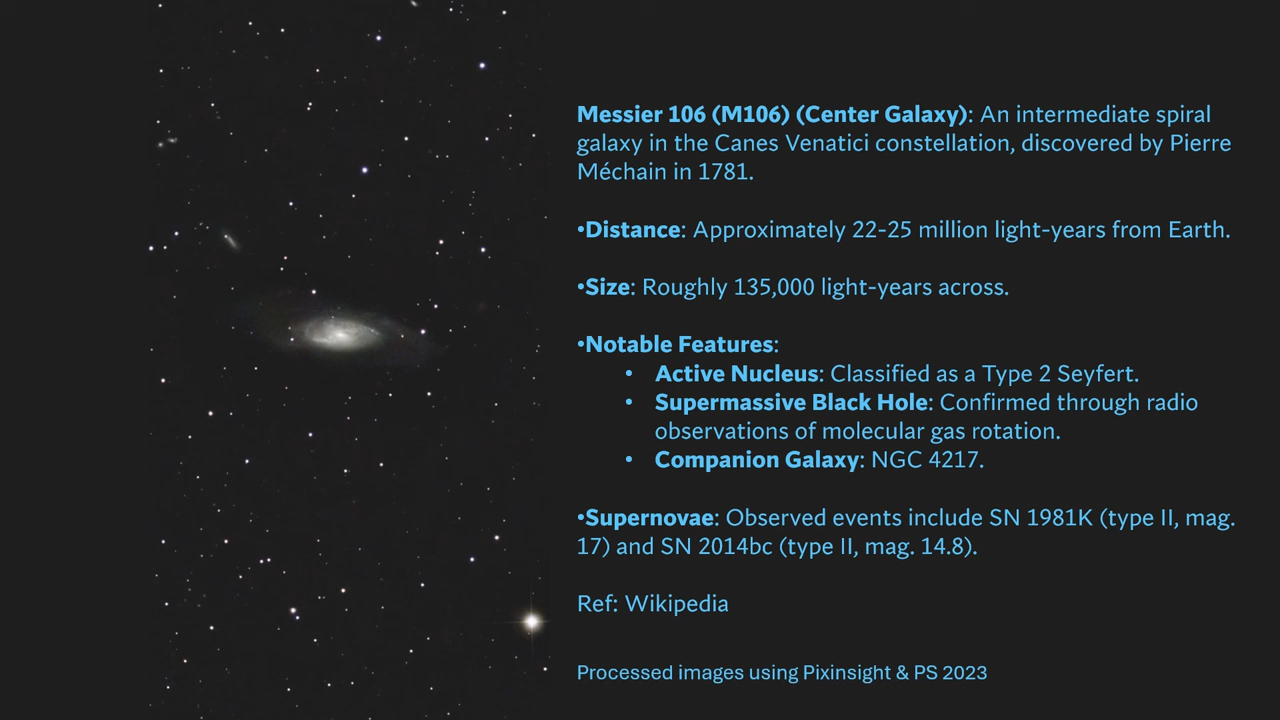 Messier 106 (M106) (Center Galaxy): An intermediate spiral
galaxy in the Canes Venatici constellation, discovered by Pierre
Méchain in 1781.
•Distance: Approximately 22-25 million light-years from Earth.
•Size: Roughly 135,000 light-years across.
•Notable Features:
• Active Nucleus: Classified as a Type 2 Seyfert.
• Supermassive Black Hole: Confirmed through radio
observations of molecular gas rotation.
• Companion Galaxy: NGC 4217.
•Supernovae: Observed events include SN 1981K (type II, mag.
17) and SN 2014bc (type II, mag. 14.8).
Ref: Wikipedia
Processed images using Pixinsight & PS 2023